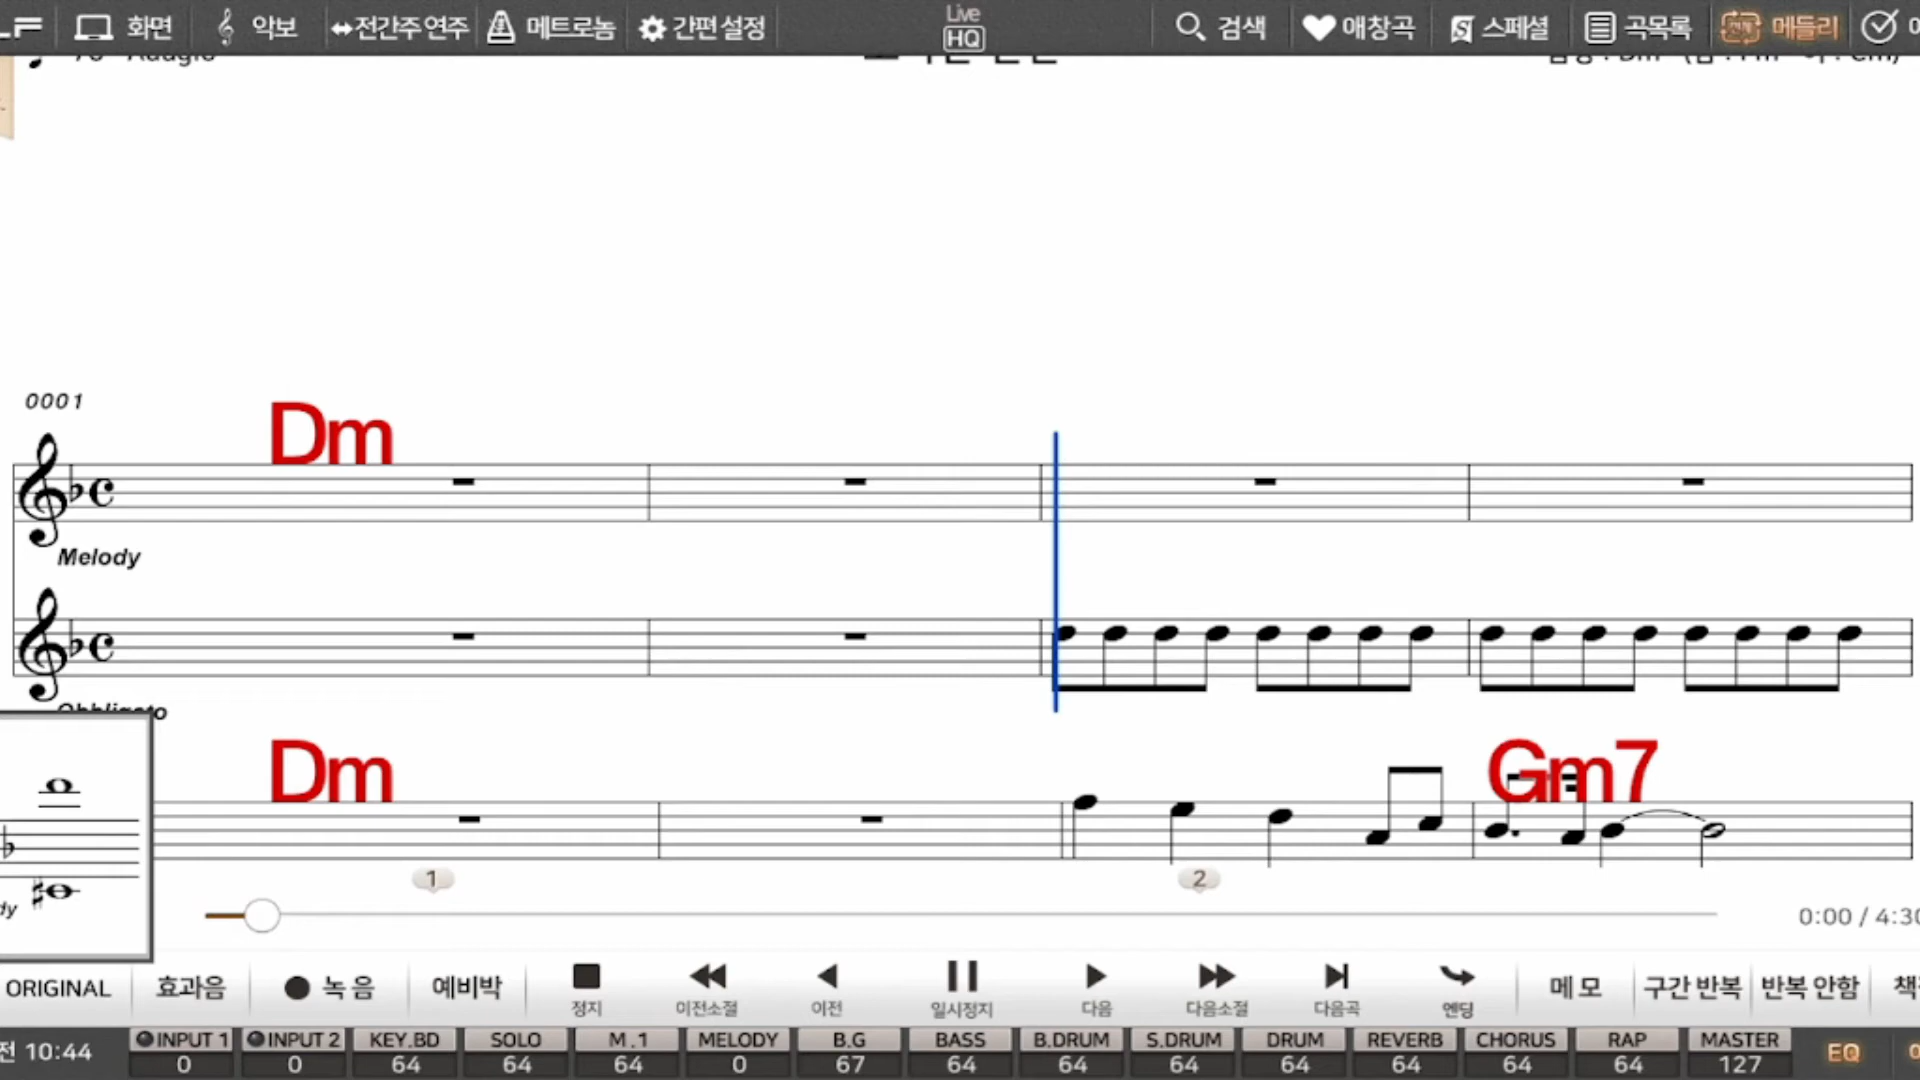 화면 악보 전간주 연주 메트로놈 간편 설정 Live HQ 검색 애창곡 스페셜 곡목록 메들리
0001
Dm
Melody
Obbligato
Dm Gm7
1 2
0:00 / 4:30
ORIGINAL 효과음 녹 음 예비박 정지 이전소절 이전 일시정지 다음 다음소절 다음곡 엔딩 메 모 구간 반복 반복 안함
INPUT 1 INPUT 2 KEY.BD SOLO M .1 MELODY B.G BASS B.DRUM S.DRUM DRUM REVERB CHORUS RAP MASTER
10:44 0 0 64 64 64 0 67 64 64 64 64 64 64 64 127 EQ